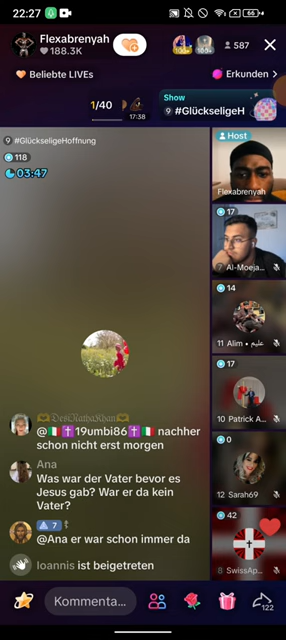 22:27
66
Flexabrenyah
188.3K
587
Beliebte LIVEs
Erkunden
1/40
17:38
Show
#GlückseligeH
#GlückseligeHoffnung
118
03:47
Host
Flexabrenyah
17
7 Al-Moeja...
14
11 Alim • عليم
17
10 Patrick A...
0
12 Sarah69
42
8 SwissAp...
@🇮🇹✝️19umbi86✝️🇮🇹 nachher
schon nicht erst morgen
Ana
Was war der Vater bevor es
Jesus gab? War er da kein
Vater?
7
@Ana er war schon immer da
Ioannis ist beigetreten
Kommenta...
122